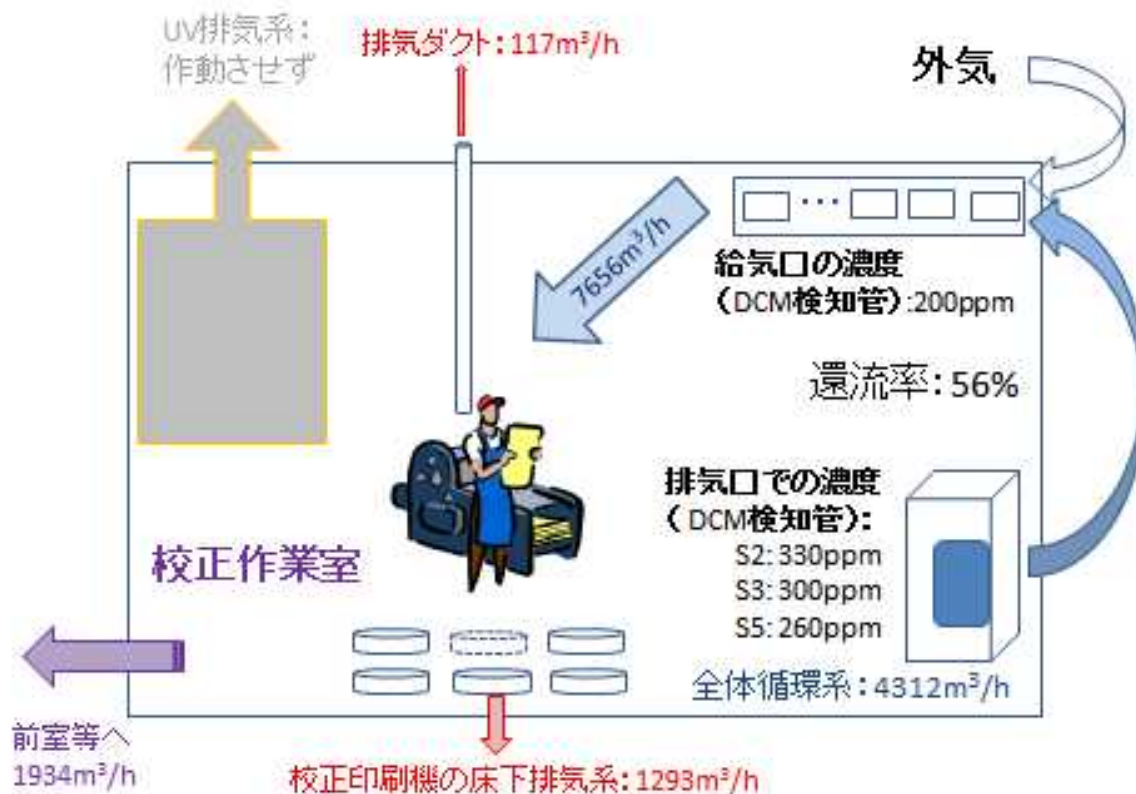 UV排気系：
作動させず
排気ダクト：117m³/h
外気
7656m³/h
…
給気口の濃度
（DCM検知管）:200ppm
還流率：56%
排気口での濃度
（DCM検知管）：
S2: 330ppm
S3: 300ppm
S5: 260ppm
校正作業室
全体循環系：4312m³/h
前室等へ
1934m³/h
校正印刷機の床下排気系：1293m³/h